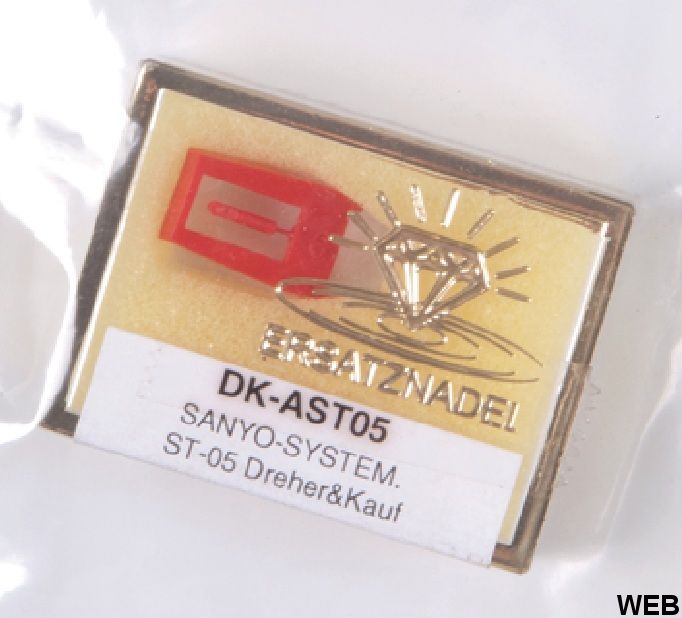 ERSATZNADEL
DK-AST05
SANYO-SYSTEM.
ST-05 Dreher&Kauf
WEB